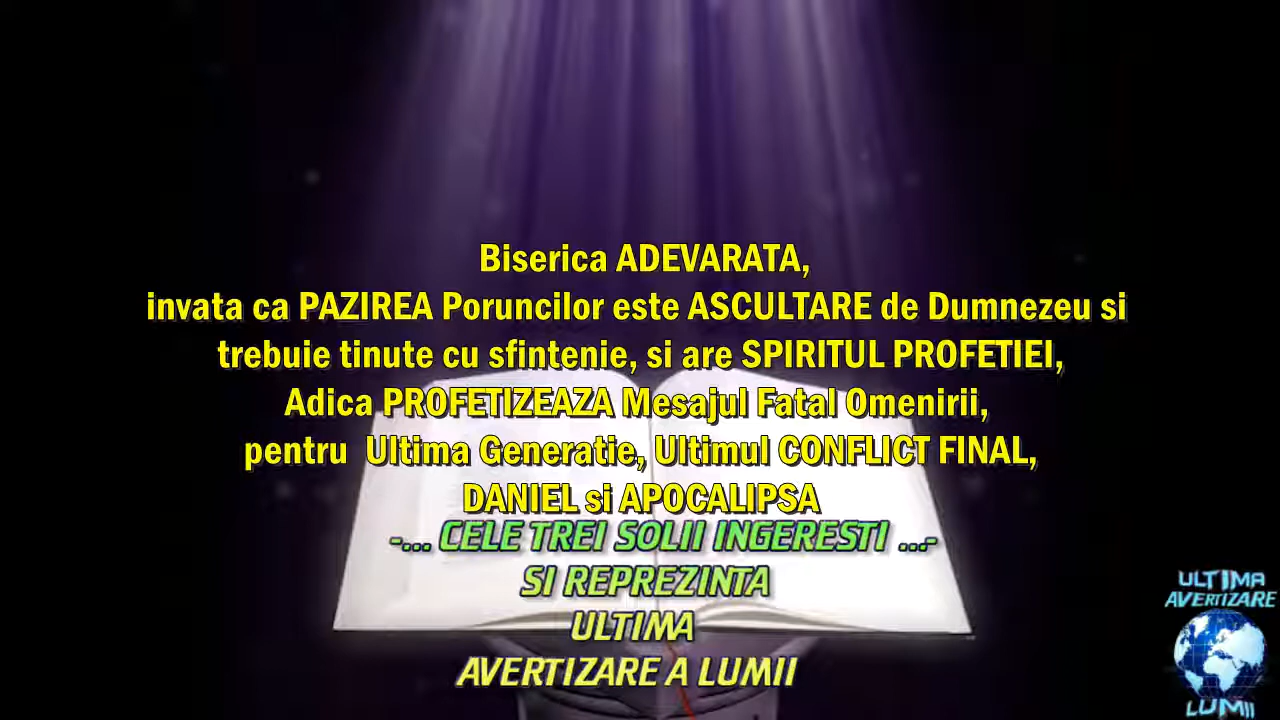 Biserica ADEVARATA,
invata ca PAZIREA Poruncilor este ASCULTARE de Dumnezeu si
trebuie tinute cu sfintenie, si are SPIRITUL PROFETIEI,
Adica PROFETIZEAZA Mesajul Fatal Omenirii,
pentru  Ultima Generatie, Ultimul CONFLICT FINAL,
DANIEL si APOCALIPSA
-... CELE TREI SOLII INGERESTI ...-
SI REPREZINTA
ULTIMA
AVERTIZARE A LUMII
ULTIMA
AVERTIZARE
LUMII